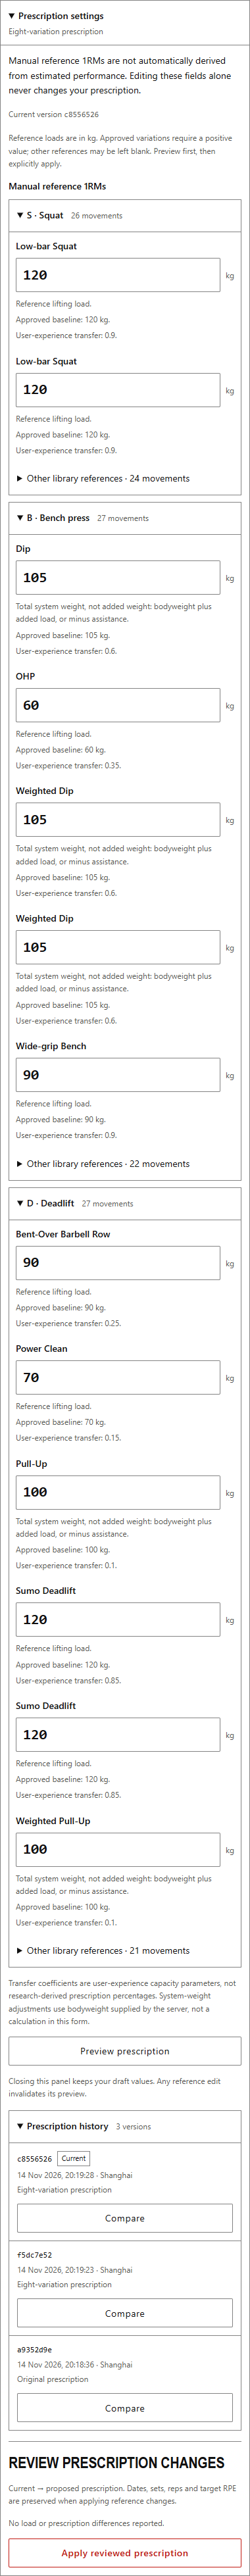 ▼ Prescription settings
Eight-variation prescription
Manual reference 1RMs are not automatically derived
from estimated performance. Editing these fields alone
never changes your prescription.
Current version c8556526
Reference loads are in kg. Approved variations require a positive
value; other references may be left blank. Preview first, then
explicitly apply.
Manual reference 1RMs
▼ S · Squat 26 movements
Low-bar Squat
120 kg
Reference lifting load.
Approved baseline: 120 kg.
User-experience transfer: 0.9.
Low-bar Squat
120 kg
Reference lifting load.
Approved baseline: 120 kg.
User-experience transfer: 0.9.
▶ Other library references · 24 movements
▼ B · Bench press 27 movements
Dip
105 kg
Total system weight, not added weight: bodyweight plus
added load, or minus assistance.
Approved baseline: 105 kg.
User-experience transfer: 0.6.
OHP
60 kg
Reference lifting load.
Approved baseline: 60 kg.
User-experience transfer: 0.35.
Weighted Dip
105 kg
Total system weight, not added weight: bodyweight plus
added load, or minus assistance.
Approved baseline: 105 kg.
User-experience transfer: 0.6.
Weighted Dip
105 kg
Total system weight, not added weight: bodyweight plus
added load, or minus assistance.
Approved baseline: 105 kg.
User-experience transfer: 0.6.
Wide-grip Bench
90 kg
Reference lifting load.
Approved baseline: 90 kg.
User-experience transfer: 0.9.
▶ Other library references · 22 movements
▼ D · Deadlift 27 movements
Bent-Over Barbell Row
90 kg
Reference lifting load.
Approved baseline: 90 kg.
User-experience transfer: 0.25.
Power Clean
70 kg
Reference lifting load.
Approved baseline: 70 kg.
User-experience transfer: 0.15.
Pull-Up
100 kg
Total system weight, not added weight: bodyweight plus
added load, or minus assistance.
Approved baseline: 100 kg.
User-experience transfer: 0.1.
Sumo Deadlift
120 kg
Reference lifting load.
Approved baseline: 120 kg.
User-experience transfer: 0.85.
Sumo Deadlift
120 kg
Reference lifting load.
Approved baseline: 120 kg.
User-experience transfer: 0.85.
Weighted Pull-Up
100 kg
Total system weight, not added weight: bodyweight plus
added load, or minus assistance.
Approved baseline: 100 kg.
User-experience transfer: 0.1.
▶ Other library references · 21 movements
Transfer coefficients are user-experience capacity parameters, not
research-derived prescription percentages. System-weight
adjustments use bodyweight supplied by the server, not a
calculation in this form.
Preview prescription
Closing this panel keeps your draft values. Any reference edit
invalidates its preview.
▼ Prescription history 3 versions
c8556526 Current
14 Nov 2026, 20:19:28 · Shanghai
Eight-variation prescription
Compare
f5dc7e52
14 Nov 2026, 20:19:23 · Shanghai
Eight-variation prescription
Compare
a9352d9e
14 Nov 2026, 20:18:36 · Shanghai
Original prescription
Compare
REVIEW PRESCRIPTION CHANGES
Current → proposed prescription. Dates, sets, reps and target RPE
are preserved when applying reference changes.
No load or prescription differences reported.
Apply reviewed prescription